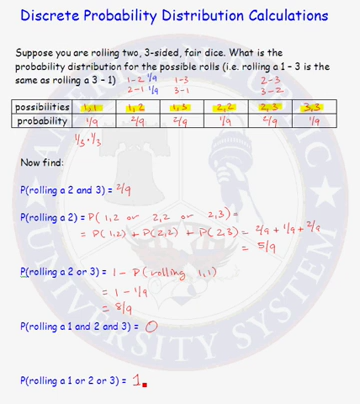 Discrete Probability Distribution Calculations
Suppose you are rolling two, 3-sided, fair dice. What is the
probability distribution for the possible rolls (i.e. rolling a 1 - 3 is the
same as rolling a 3 - 1) 1-2 1/9 1-3 2-3
2-1 1/9 3-1 3-2
possibilities 1,1 1,2 1,3 2,2 2,3 3,3
probability 1/9 2/9 2/9 1/9 2/9 1/9
1/3 · 1/3
Now find:
P(rolling a 2 and 3) = 2/9
P(rolling a 2) = P( 1,2 or 2,2 or 2,3) =
= P(1,2) + P(2,2) + P(2,3) = 2/9 + 1/9 + 2/9
= 5/9
P(rolling a 2 or 3) = 1 - P(rolling 1,1)
= 1 - 1/9
= 8/9
P(rolling a 1 and 2 and 3) = 0
P(rolling a 1 or 2 or 3) = 1.
UNIVERSITY SYSTEM